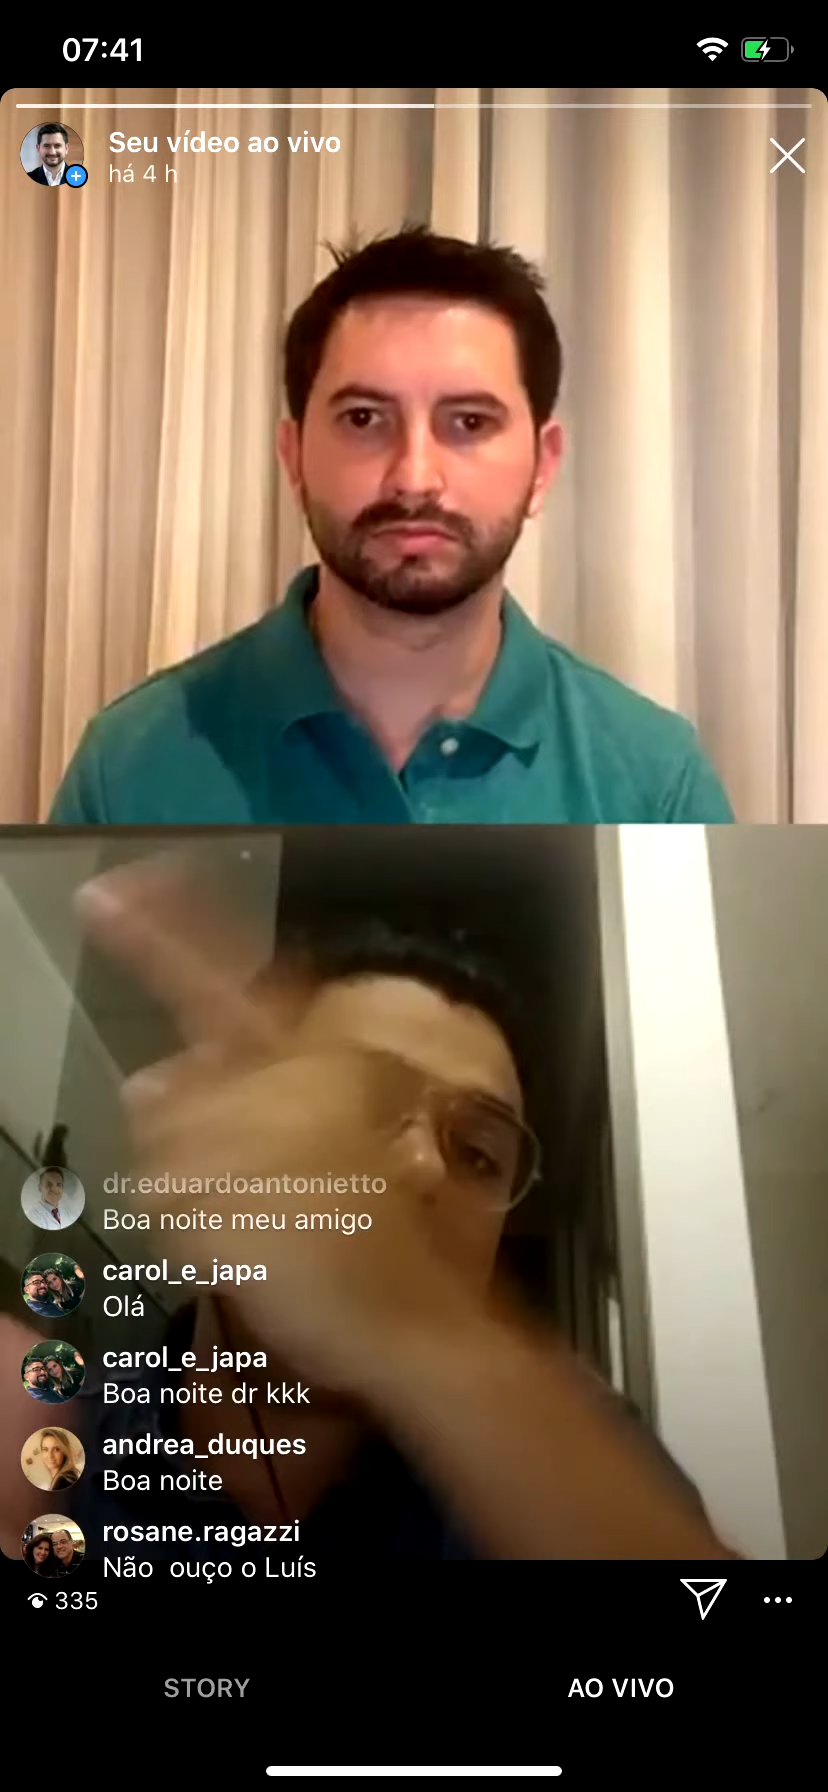 07:41
Seu vídeo ao vivo
há 4 h
dr.eduardoantonietto
Boa noite meu amigo
carol_e_japa
Olá
carol_e_japa
Boa noite dr kkk
andrea_duques
Boa noite
rosane.ragazzi
Não  ouço o Luís
335
STORY
AO VIVO